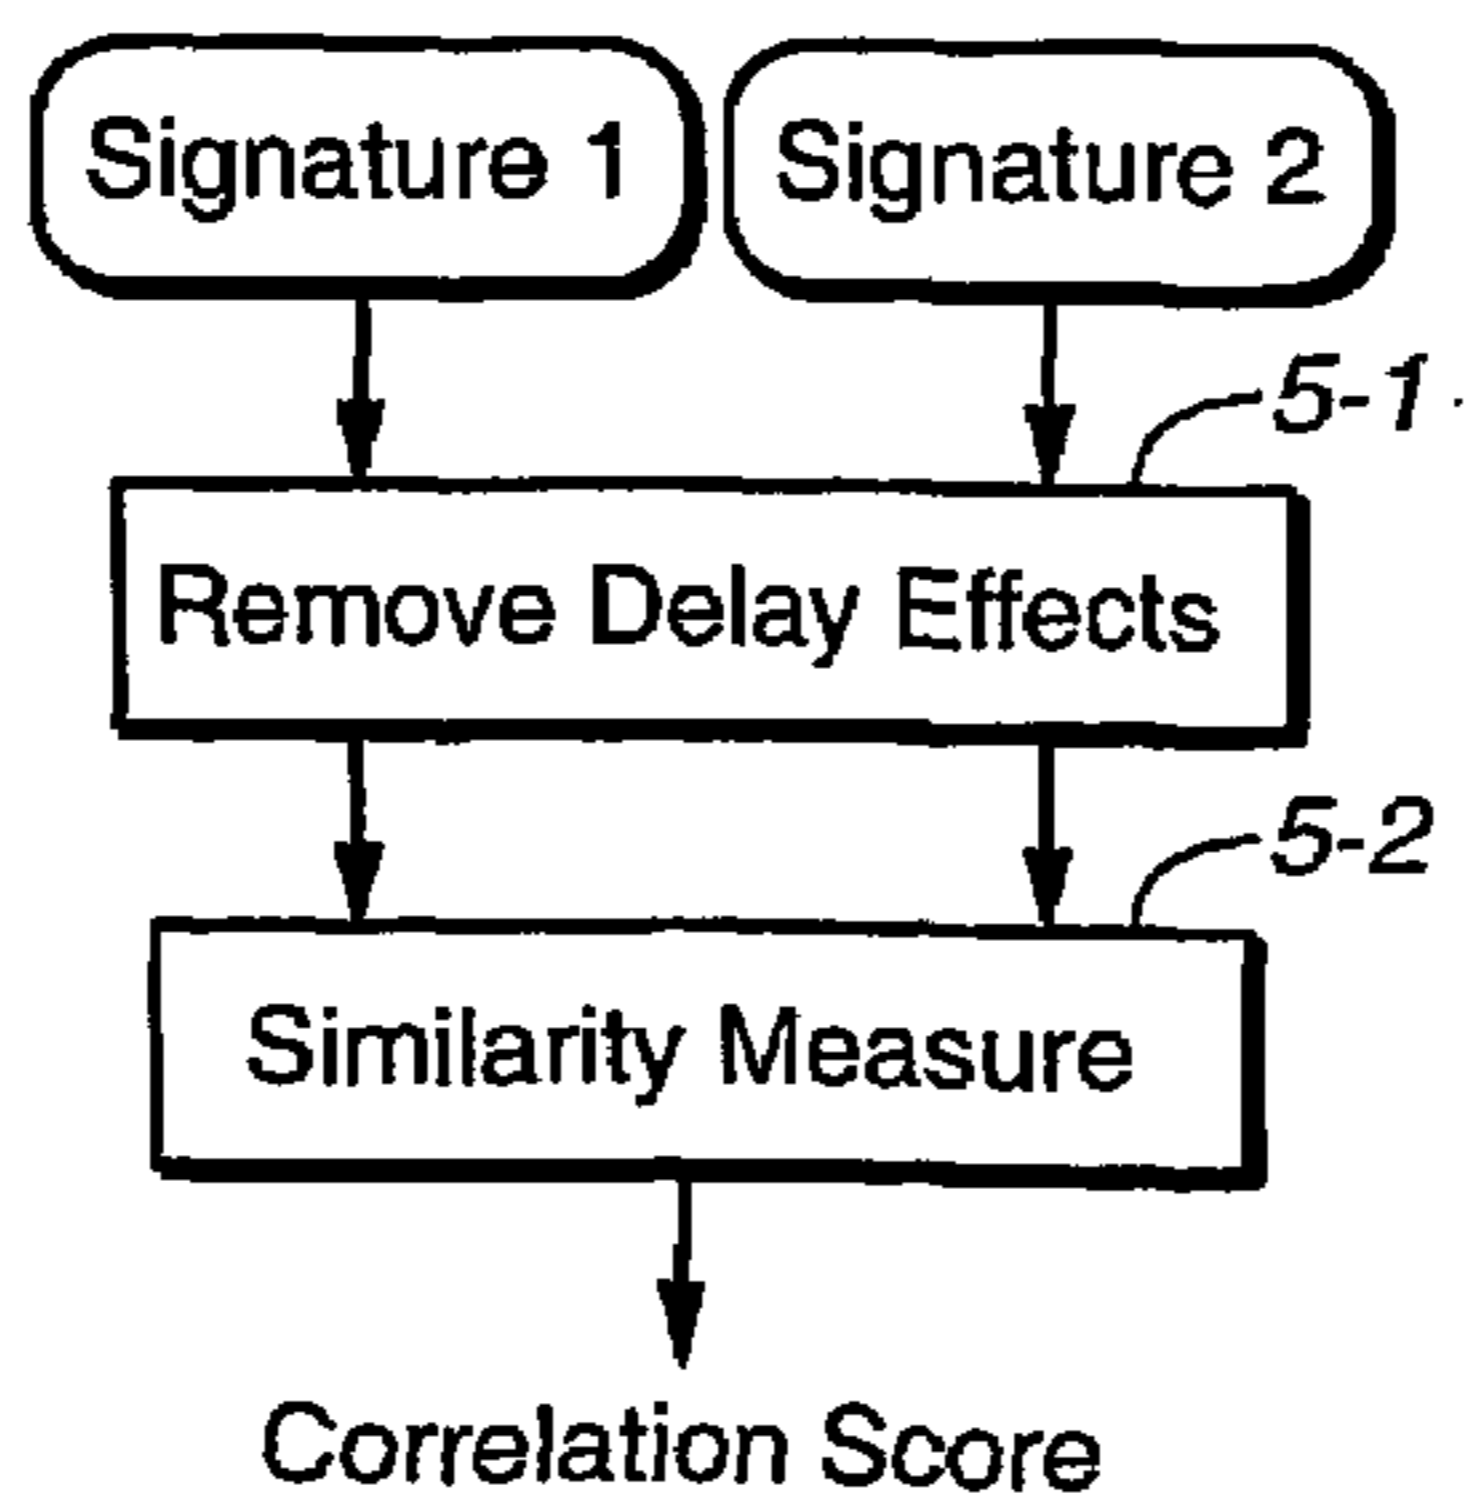 Signature 1
Signature 2
5-1
Remove Delay Effects
5-2
Similarity Measure
Correlation Score